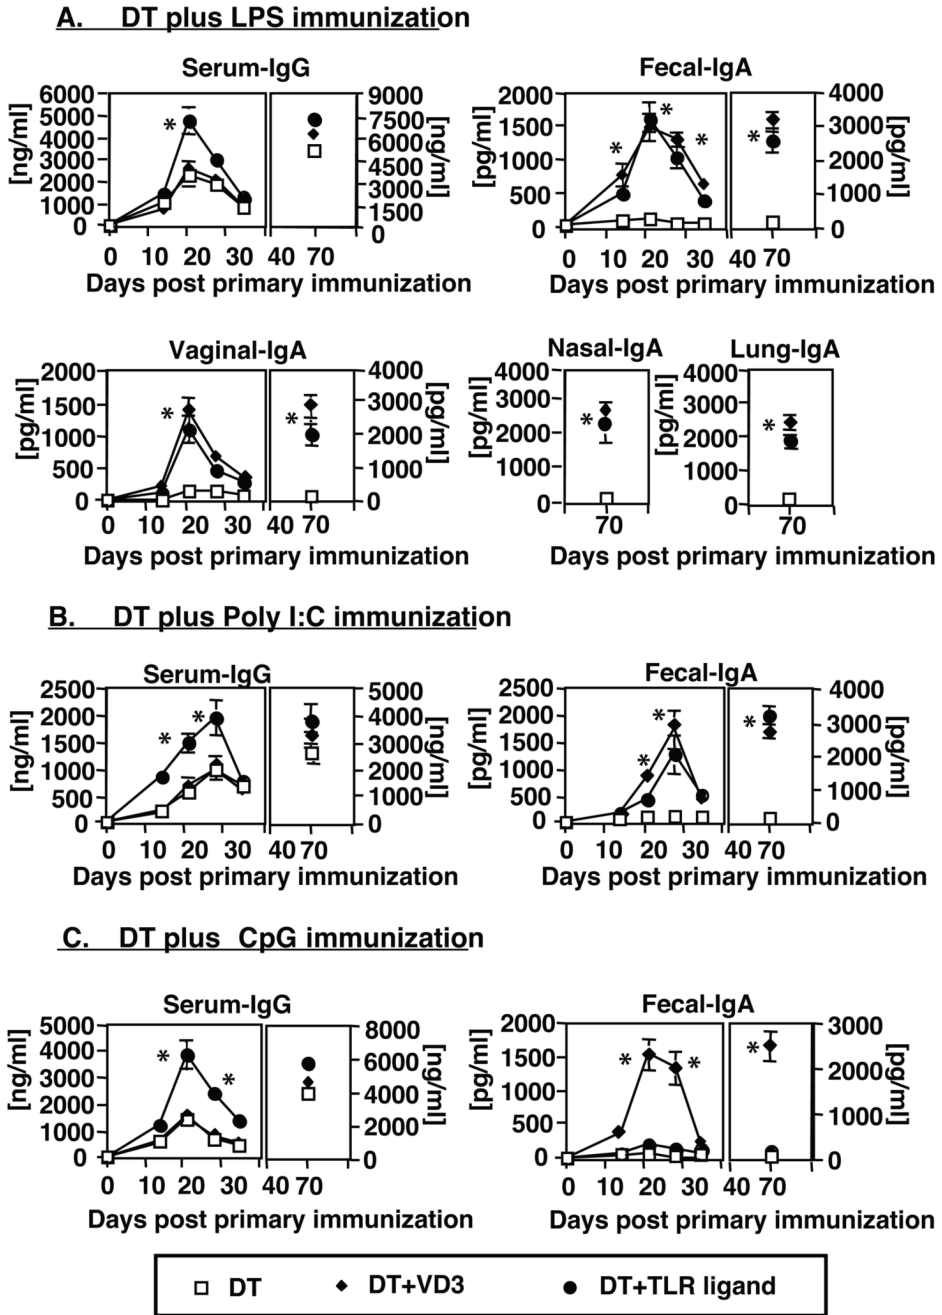 A. DT plus LPS immunization
Serum-IgG
[ng/ml]
6000
5000
4000
3000
2000
1000
0
*
9000
7500
6000
4500
3000
1500
0
[ng/ml]
0 10 20 30 40 70
Days post primary immunization
Fecal-IgA
[pg/ml]
2000
1500
1000
500
0
* * *
*
4000
3000
2000
1000
0
[pg/ml]
0 10 20 30 40 70
Days post primary immunization
Vaginal-IgA
[pg/ml]
2000
1500
1000
500
0
*
*
4000
3000
2000
1000
0
[pg/ml]
0 10 20 30 40 70
Days post primary immunization
Nasal-IgA
[pg/ml]
4000
3000
2000
1000
0
*
70
Lung-IgA
[pg/ml]
4000
3000
2000
1000
0
*
70
Days post primary immunization
B. DT plus Poly I:C immunization
Serum-IgG
[ng/ml]
2500
2000
1500
1000
500
0
* *
5000
4000
3000
2000
1000
0
[ng/ml]
0 10 20 30 40 70
Days post primary immunization
Fecal-IgA
[pg/ml]
2500
2000
1500
1000
500
0
* *
*
4000
3000
2000
1000
0
[pg/ml]
0 10 20 30 40 70
Days post primary immunization
C. DT plus CpG immunization
Serum-IgG
[ng/ml]
5000
4000
3000
2000
1000
0
* *
8000
6000
4000
2000
0
[ng/ml]
0 10 20 30 40 70
Days post primary immunization
Fecal-IgA
[pg/ml]
2000
1500
1000
500
0
* *
*
3000
2000
1000
0
[pg/ml]
0 10 20 30 40 70
Days post primary immunization
DT DT+VD3 DT+TLR ligand